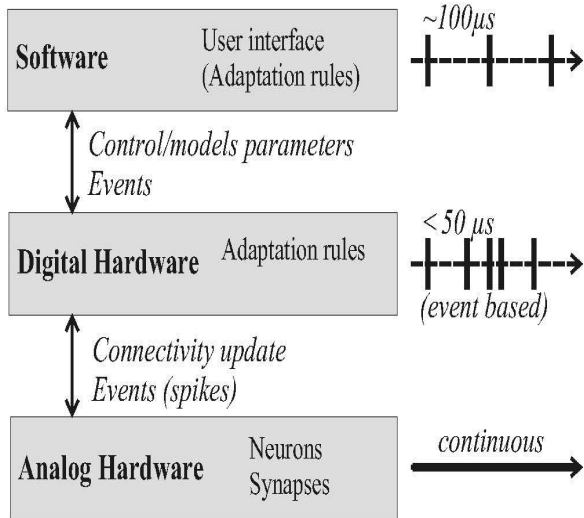 Software
User interface
(Adaptation rules)
~100µs
Control/models parameters
Events
Digital Hardware
Adaptation rules
<50 µs
(event based)
Connectivity update
Events (spikes)
Analog Hardware
Neurons
Synapses
continuous